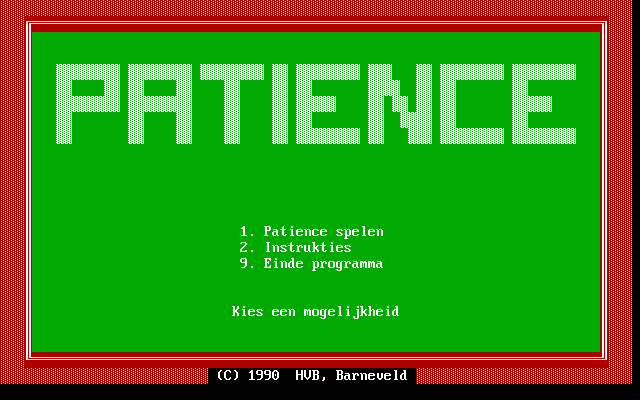 PATIENCE
1. Patience spelen
2. Instrukties
9. Einde programma
Kies een mogelijkheid
(C) 1990  HVB, Barneveld